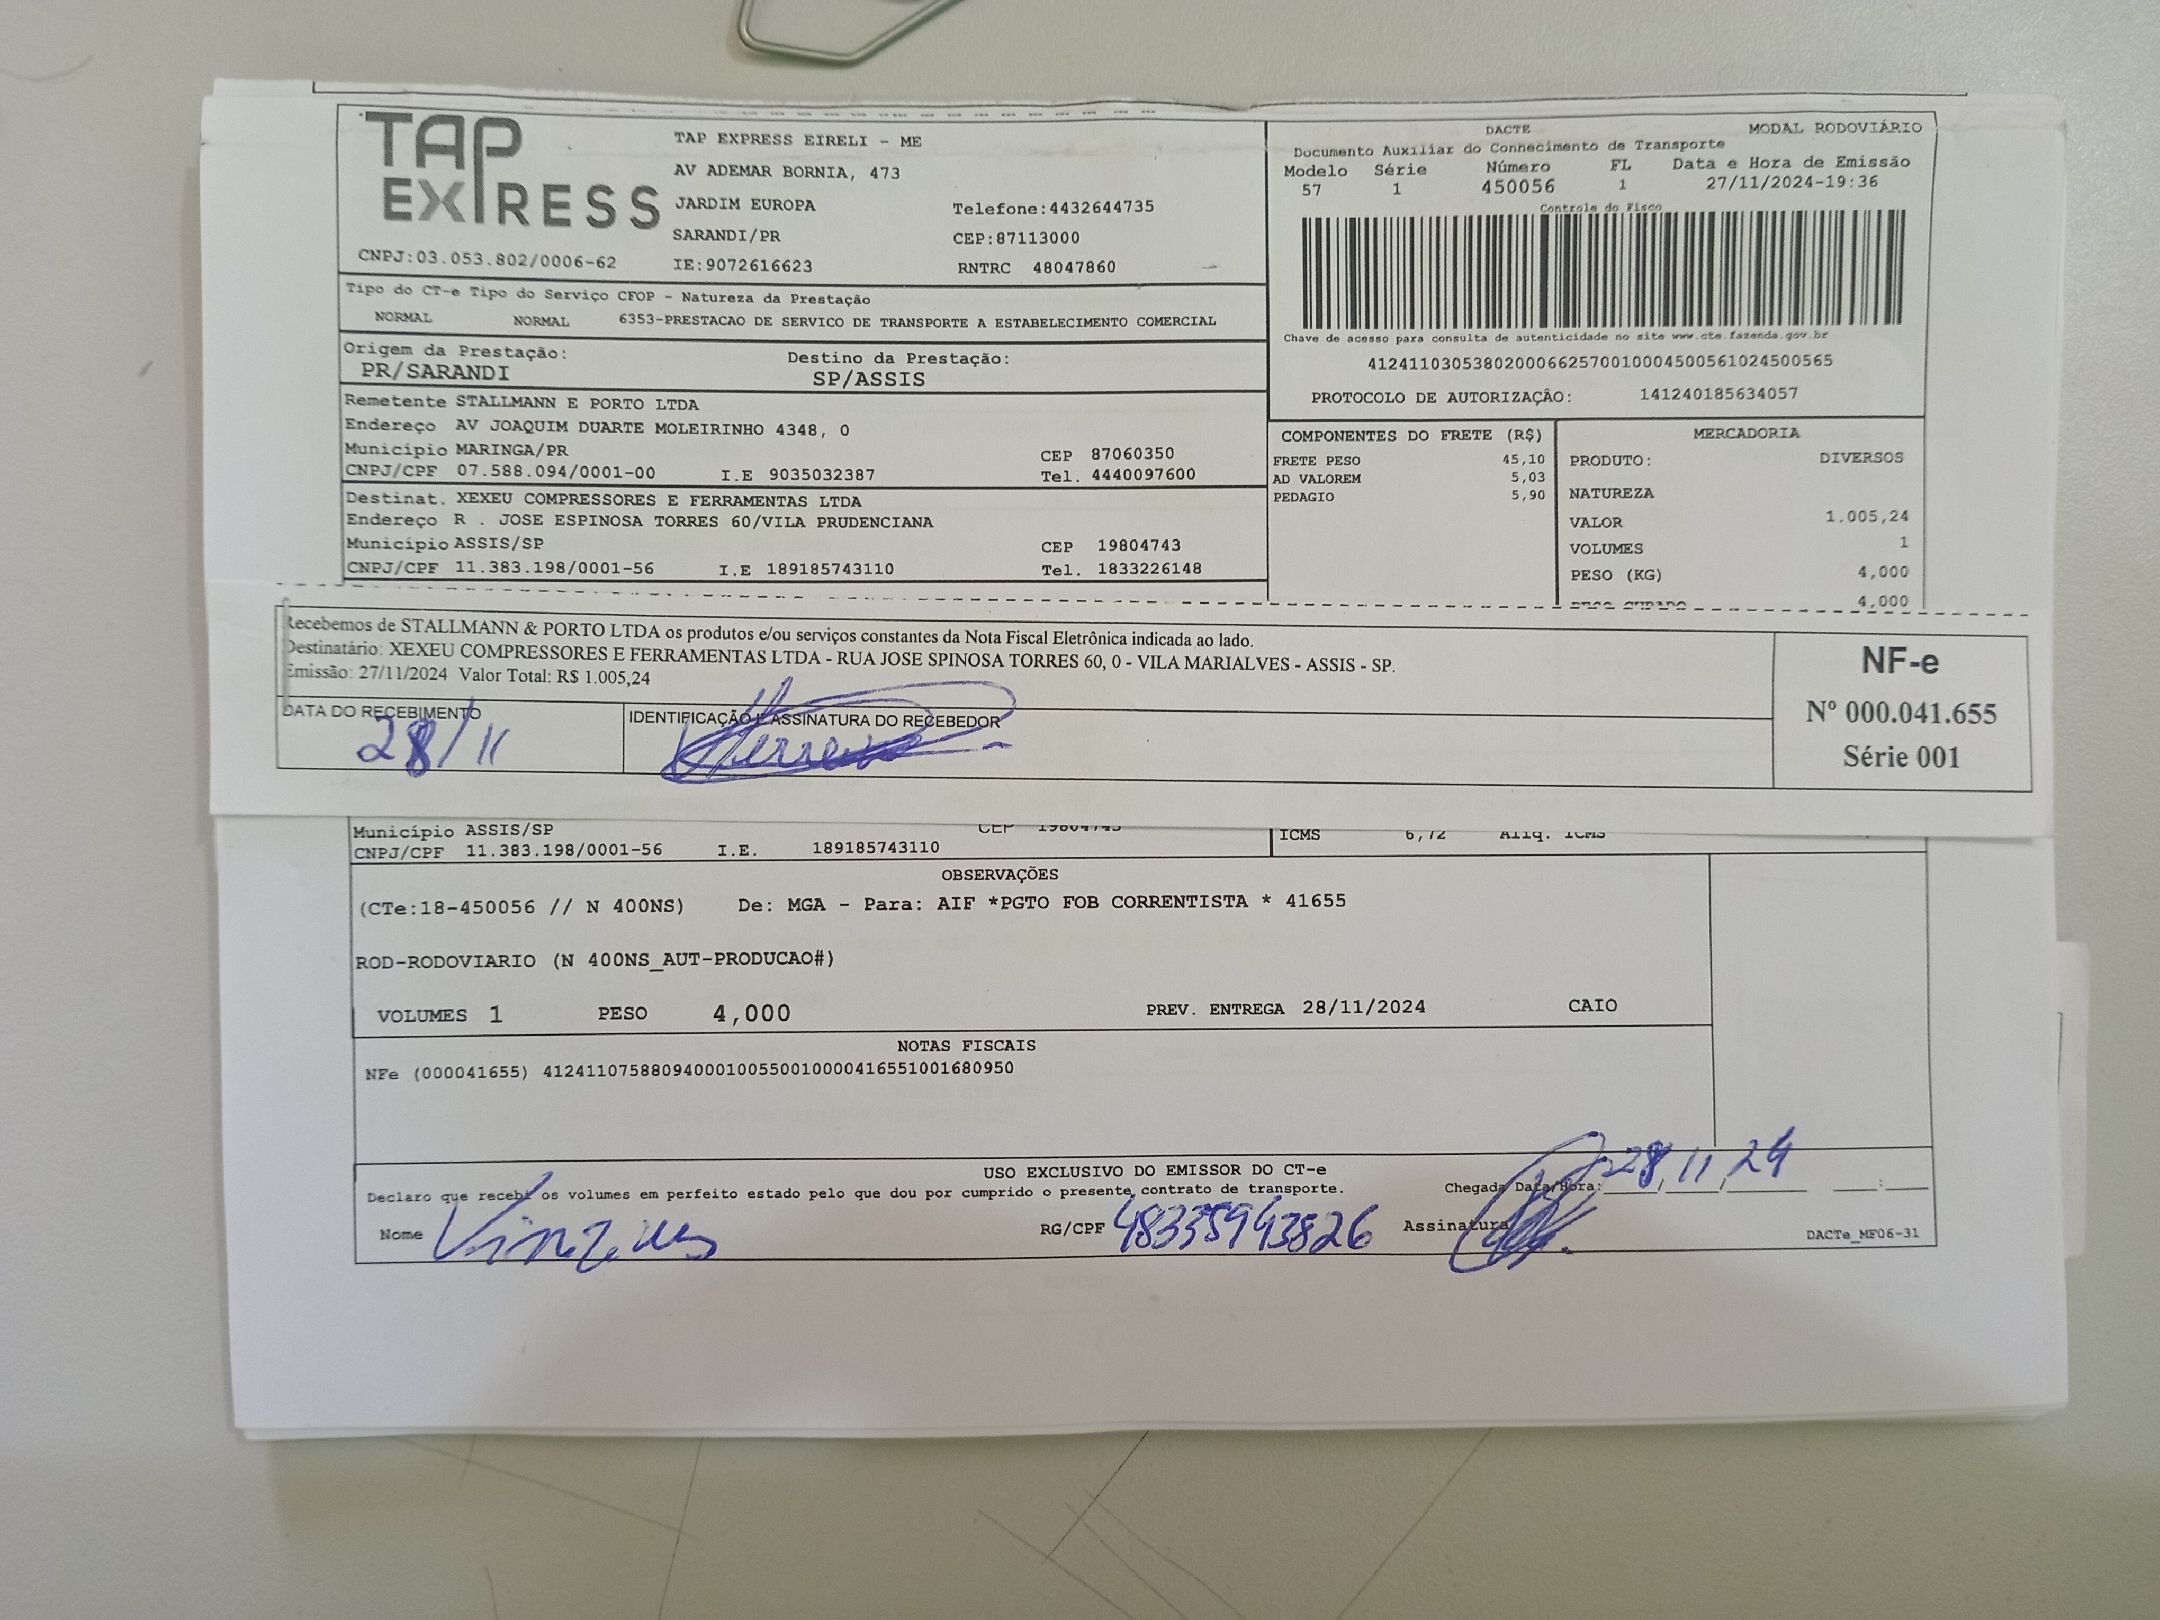 TAP EXPRESS
TAP EXPRESS EIRELI - ME
AV ADEMAR BORNIA, 473
JARDIM EUROPA Telefone:4432644735
SARANDI/PR CEP:87113000
CNPJ:03.053.802/0006-62 IE:9072616623 RNTRC 48047860
DACTE MODAL RODOVIÁRIO
Documento Auxiliar do Conhecimento de Transporte
Modelo Série Número FL Data e Hora de Emissão
57 1 450056 1 27/11/2024-19:36
Controle do Fisco
Chave de acesso para consulta de autenticidade no site www.cte.fazenda.gov.br
41241103053802000662570010004500561024500565
PROTOCOLO DE AUTORIZAÇÃO: 141240185634057
Tipo do CT-e Tipo do Serviço CFOP - Natureza da Prestação
NORMAL NORMAL 6353-PRESTACAO DE SERVICO DE TRANSPORTE A ESTABELECIMENTO COMERCIAL
Origem da Prestação: Destino da Prestação:
PR/SARANDI SP/ASSIS
Remetente STALLMANN E PORTO LTDA
Endereço AV JOAQUIM DUARTE MOLEIRINHO 4348, 0
Município MARINGA/PR CEP 87060350
CNPJ/CPF 07.588.094/0001-00 I.E 9035032387 Tel. 4440097600
Destinat. XEXEU COMPRESSORES E FERRAMENTAS LTDA
Endereço R . JOSE ESPINOSA TORRES 60/VILA PRUDENCIANA
Município ASSIS/SP CEP 19804743
CNPJ/CPF 11.383.198/0001-56 I.E 189185743110 Tel. 1833226148
COMPONENTES DO FRETE (R$)
FRETE PESO 45,10
AD VALOREM 5,03
PEDAGIO 5,90
MERCADORIA
PRODUTO: DIVERSOS
NATUREZA
VALOR 1.005,24
VOLUMES 1
PESO (KG) 4,000
PESO CUBADO 4,000
Recebemos de STALLMANN & PORTO LTDA os produtos e/ou serviços constantes da Nota Fiscal Eletrônica indicada ao lado.
Destinatário: XEXEU COMPRESSORES E FERRAMENTAS LTDA - RUA JOSE SPINOSA TORRES 60, 0 - VILA MARIALVES - ASSIS - SP.
Emissão: 27/11/2024 Valor Total: R$ 1.005,24
DATA DO RECEBIMENTO IDENTIFICAÇÃO E ASSINATURA DO RECEBEDOR
28/11
NF-e
Nº 000.041.655
Série 001
Município ASSIS/SP CEP 19804743
CNPJ/CPF 11.383.198/0001-56 I.E. 189185743110
ICMS 6,72 Aliq. ICMS
OBSERVAÇÕES
(CTe:18-450056 // N 400NS) De: MGA - Para: AIF *PGTO FOB CORRENTISTA * 41655
ROD-RODOVIARIO (N 400NS_AUT-PRODUCAO#)
VOLUMES 1 PESO 4,000 PREV. ENTREGA 28/11/2024 CAIO
NOTAS FISCAIS
NFe (000041655) 41241107588094000100550010000416551001680950
USO EXCLUSIVO DO EMISSOR DO CT-e
Declaro que recebi os volumes em perfeito estado pelo que dou por cumprido o presente contrato de transporte. Chegada Data/Hora: 28,11,24
Nome RG/CPF 48335943826 Assinatura
DACTe_MF06-31